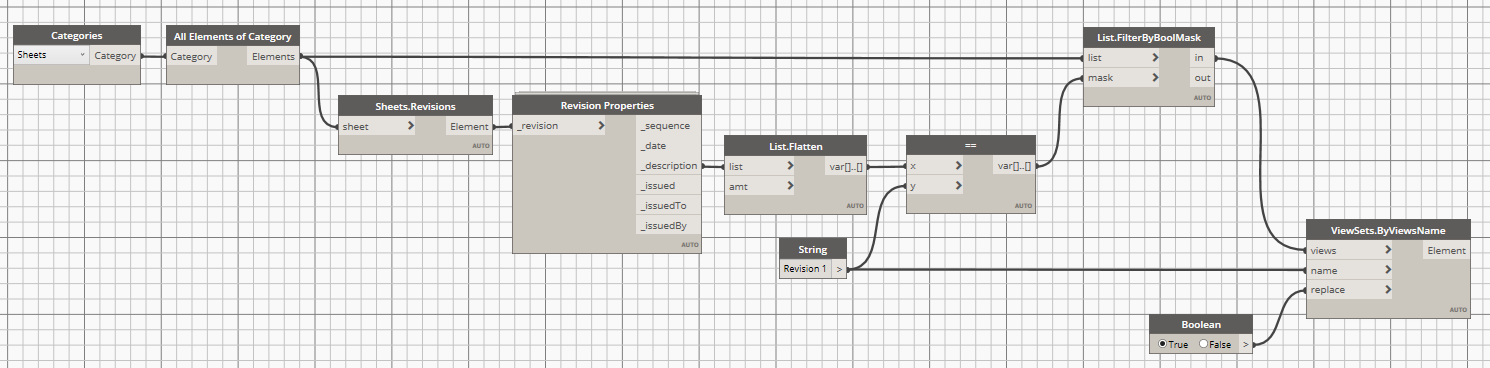 Categories
Sheets
Category
All Elements of Category
Category Elements
Sheets.Revisions
sheet > Element
AUTO
Revision Properties
_revision > _sequence
_date
_description
_issued
_issuedTo
_issuedBy
AUTO
List.Flatten
list > var[]..[]
amt >
AUTO
String
Revision 1 >
==
x > var[]..[]
y >
AUTO
List.FilterByBoolMask
list > in
mask > out
AUTO
Boolean
True False >
ViewSets.ByViewsName
views > Element
name >
replace >
AUTO